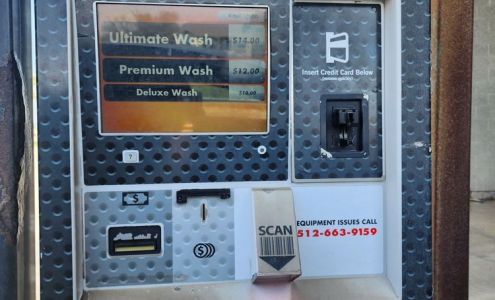 Ultimate Wash $14.00
Premium Wash $12.00
Deluxe Wash $10.00
Insert Credit Card Below
?
$
SCAN
EQUIPMENT ISSUES CALL
512-663-9159